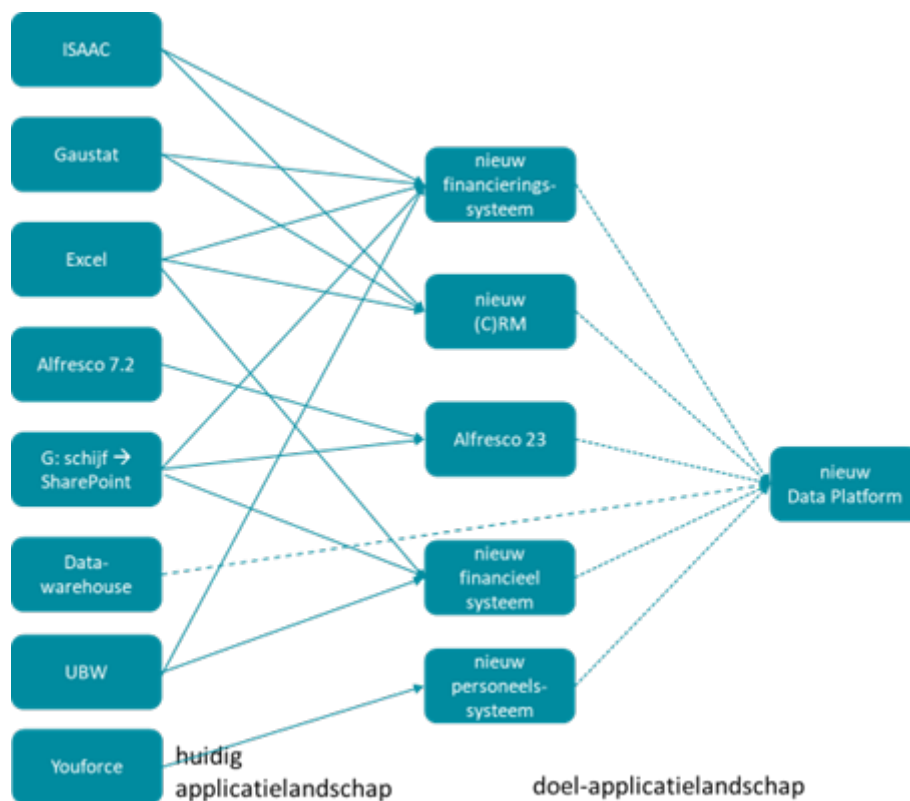 ISAAC
Gaustat
Excel
Alfresco 7.2
G: schijf →
SharePoint
Data-
warehouse
UBW
Youforce
nieuw
financierings-
systeem
nieuw
(C)RM
Alfresco 23
nieuw
financieel
systeem
nieuw
personeels-
systeem
nieuw
Data Platform
huidig
applicatielandschap
doel-applicatielandschap